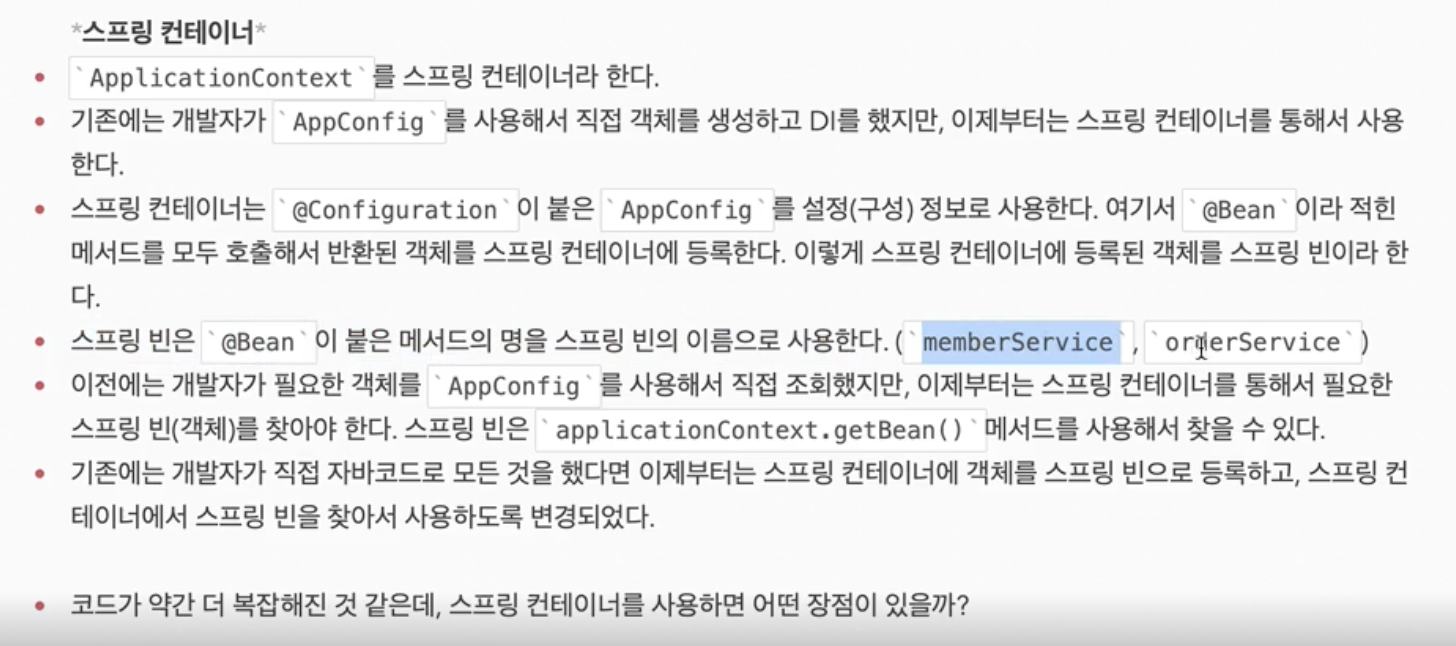 *스프링 컨테이너*
`ApplicationContext`를 스프링 컨테이너라 한다.
기존에는 개발자가 `AppConfig`를 사용해서 직접 객체를 생성하고 DI를 했지만, 이제부터는 스프링 컨테이너를 통해서 사용
한다.
스프링 컨테이너는 `@Configuration`이 붙은 `AppConfig`를 설정(구성) 정보로 사용한다. 여기서 `@Bean`이라 적힌
메서드를 모두 호출해서 반환된 객체를 스프링 컨테이너에 등록한다. 이렇게 스프링 컨테이너에 등록된 객체를 스프링 빈이라 한
다.
스프링 빈은 `@Bean`이 붙은 메서드의 명을 스프링 빈의 이름으로 사용한다. (`memberService`, `orderService`)
이전에는 개발자가 필요한 객체를 `AppConfig`를 사용해서 직접 조회했지만, 이제부터는 스프링 컨테이너를 통해서 필요한
스프링 빈(객체)를 찾아야 한다. 스프링 빈은 `applicationContext.getBean()`메서드를 사용해서 찾을 수 있다.
기존에는 개발자가 직접 자바코드로 모든 것을 했다면 이제부터는 스프링 컨테이너에 객체를 스프링 빈으로 등록하고, 스프링 컨
테이너에서 스프링 빈을 찾아서 사용하도록 변경되었다.
코드가 약간 더 복잡해진 것 같은데, 스프링 컨테이너를 사용하면 어떤 장점이 있을까?